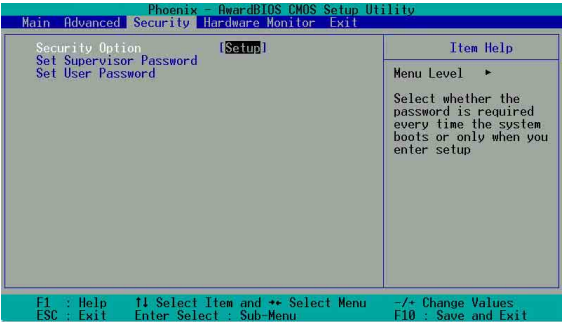 Phoenix - AwardBIOS CMOS Setup Utility
Main Advanced Security Hardware Monitor Exit
Security Option [Setup]
Set Supervisor Password
Set User Password
Item Help
Menu Level ▸
Select whether the
password is required
every time the system
boots or only when you
enter setup
F1 : Help ↑↓ Select Item and →← Select Menu -/+ Change Values
ESC : Exit Enter Select : Sub-Menu F10 : Save and Exit